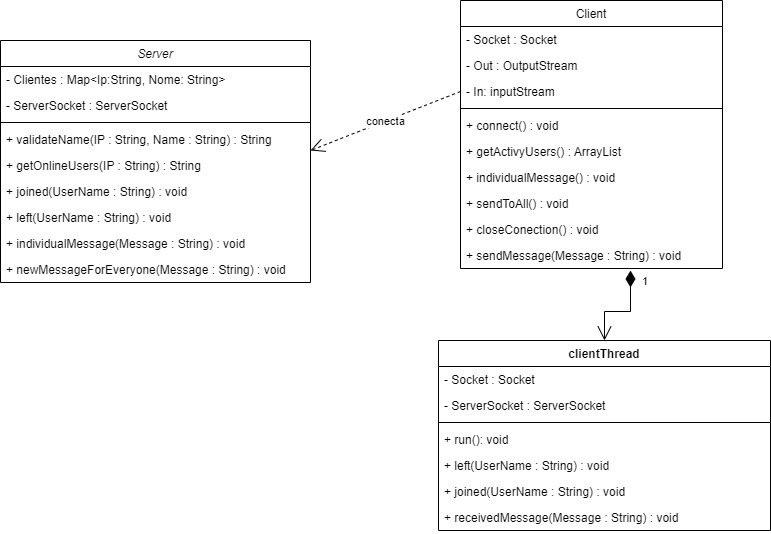 Server
- Clientes : Map<Ip:String, Nome: String>
- ServerSocket : ServerSocket
+ validateName(IP : String, Name : String) : String
+ getOnlineUsers(IP : String) : String
+ joined(UserName : String) : void
+ left(UserName : String) : void
+ individualMessage(Message : String) : void
+ newMessageForEveryone(Message : String) : void
conecta
Client
- Socket : Socket
- Out : OutputStream
- In: inputStream
+ connect() : void
+ getActivyUsers() : ArrayList
+ individualMessage() : void
+ sendToAll() : void
+ closeConection() : void
+ sendMessage(Message : String) : void
1
clientThread
- Socket : Socket
- ServerSocket : ServerSocket
+ run(): void
+ left(UserName : String) : void
+ joined(UserName : String) : void
+ receivedMessage(Message : String) : void